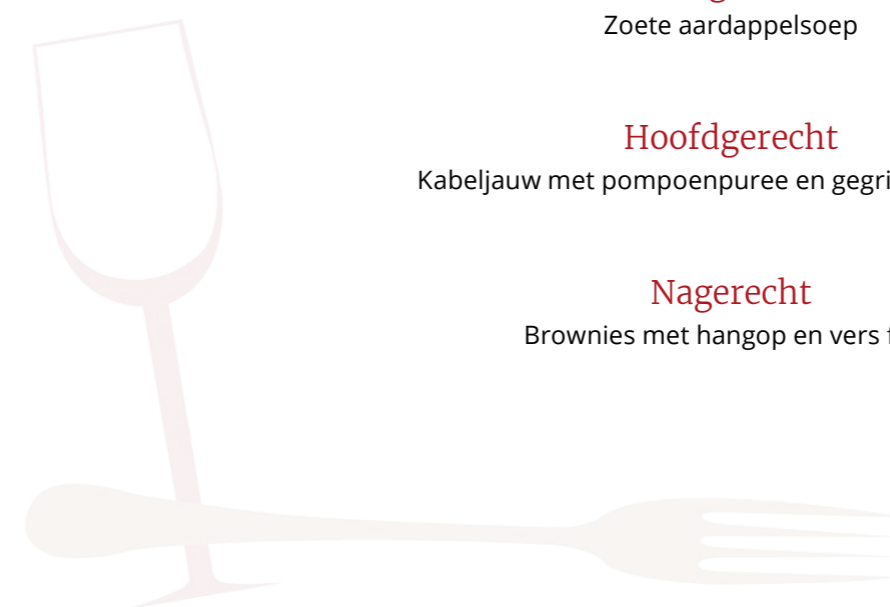 Zoete aardappelsoep
Hoofdgerecht
Kabeljauw met pompoenpuree en
Nagerecht
Brownies met hangop en vers